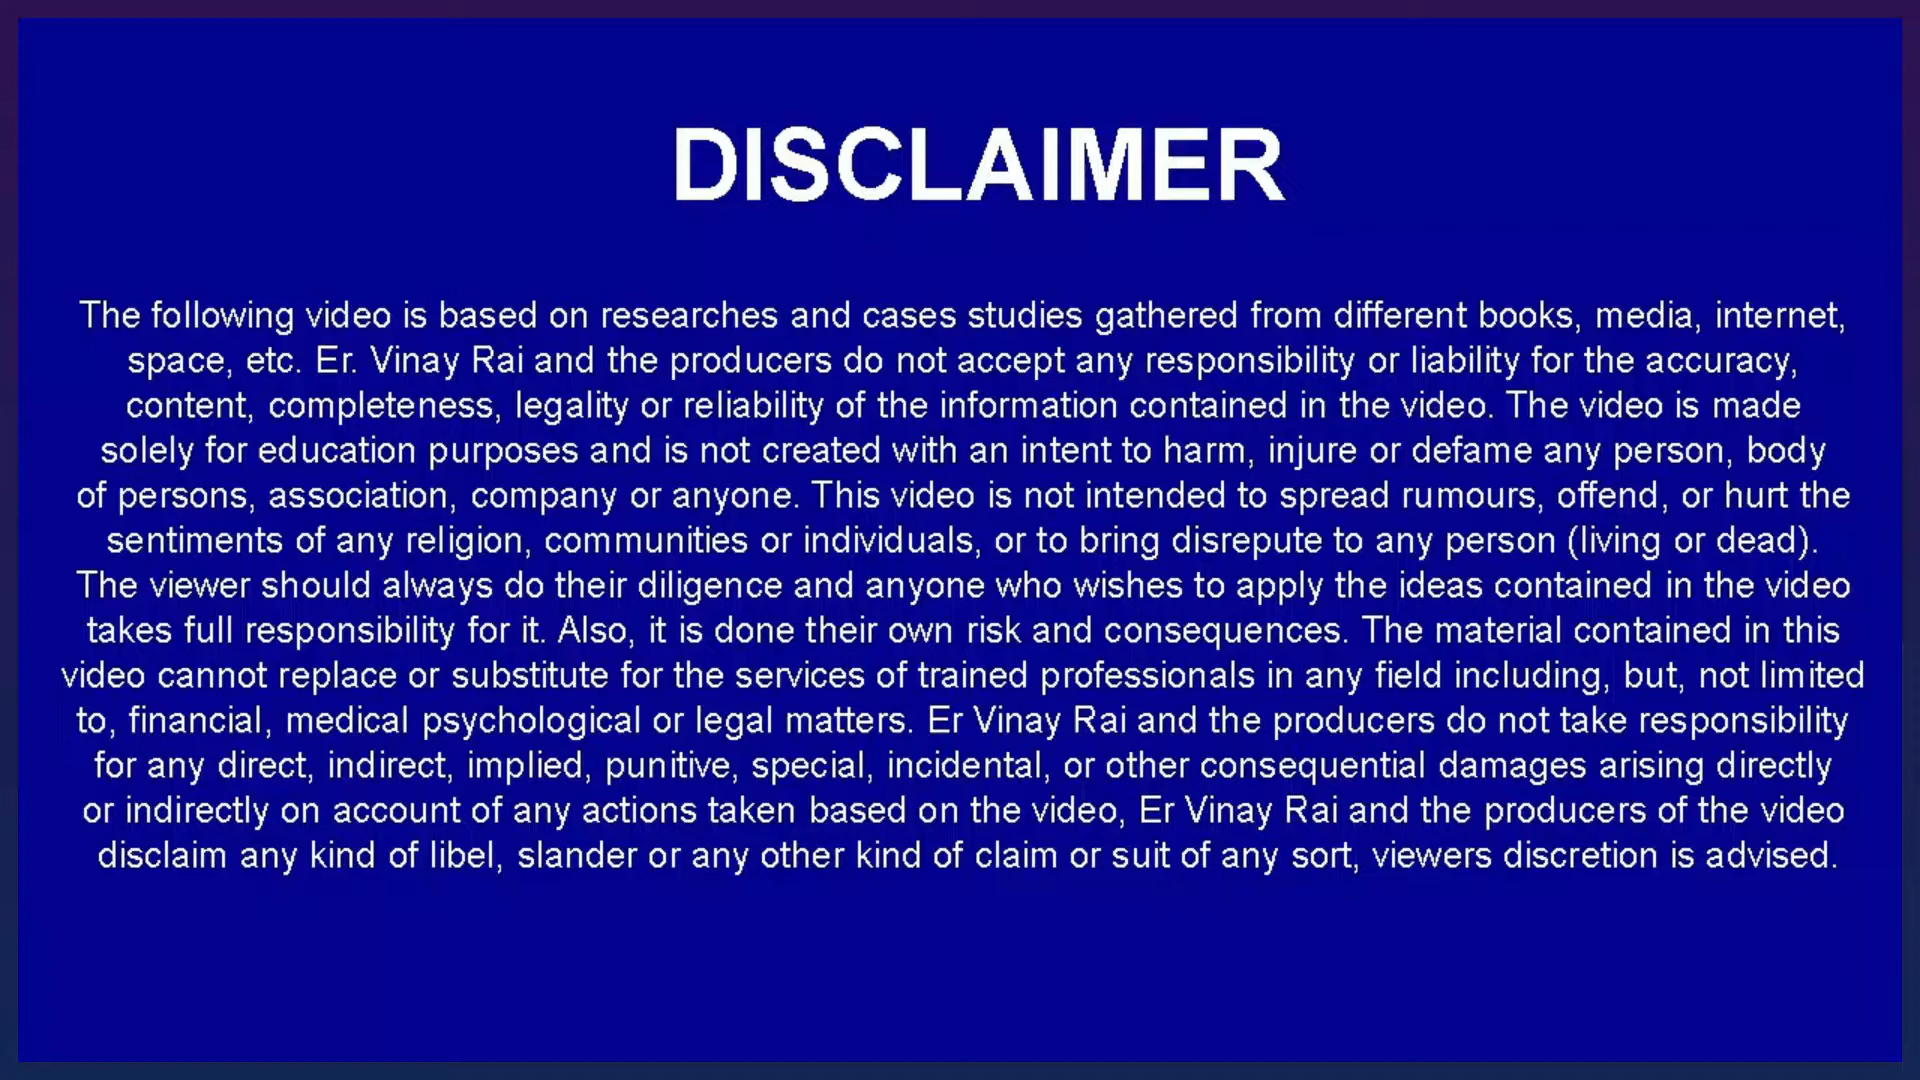 DISCLAIMER
The following video is based on researches and cases studies gathered from different books, media, internet,
space, etc. Er. Vinay Rai and the producers do not accept any responsibility or liability for the accuracy,
content, completeness, legality or reliability of the information contained in the video. The video is made
solely for education purposes and is not created with an intent to harm, injure or defame any person, body
of persons, association, company or anyone. This video is not intended to spread rumours, offend, or hurt the
sentiments of any religion, communities or individuals, or to bring disrepute to any person (living or dead).
The viewer should always do their diligence and anyone who wishes to apply the ideas contained in the video
takes full responsibility for it. Also, it is done their own risk and consequences. The material contained in this
video cannot replace or substitute for the services of trained professionals in any field including, but, not limited
to, financial, medical psychological or legal matters. Er Vinay Rai and the producers do not take responsibility
for any direct, indirect, implied, punitive, special, incidental, or other consequential damages arising directly
or indirectly on account of any actions taken based on the video, Er Vinay Rai and the producers of the video
disclaim any kind of libel, slander or any other kind of claim or suit of any sort, viewers discretion is advised.